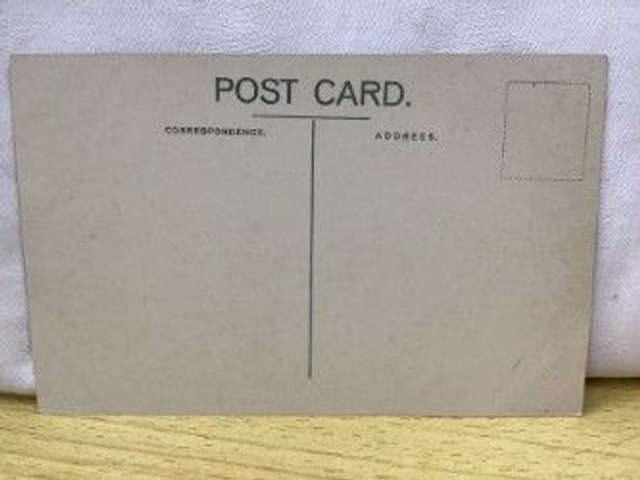 POST CARD.
CORRESPONDENCE.
ADDRESS.